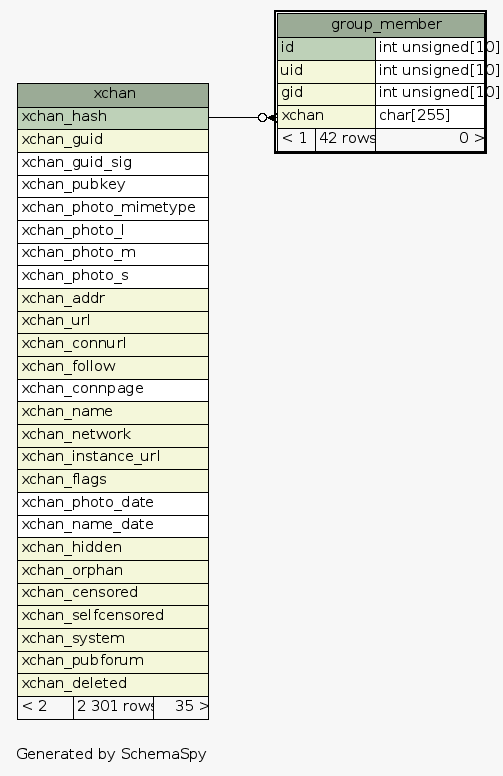 group_member
id int unsigned[10]
uid int unsigned[10]
gid int unsigned[10]
xchan char[255]
< 1 42 rows 0 >
xchan
xchan_hash
xchan_guid
xchan_guid_sig
xchan_pubkey
xchan_photo_mimetype
xchan_photo_l
xchan_photo_m
xchan_photo_s
xchan_addr
xchan_url
xchan_connurl
xchan_follow
xchan_connpage
xchan_name
xchan_network
xchan_instance_url
xchan_flags
xchan_photo_date
xchan_name_date
xchan_hidden
xchan_orphan
xchan_censored
xchan_selfcensored
xchan_system
xchan_pubforum
xchan_deleted
< 2 2 301 rows 35 >
Generated by SchemaSpy